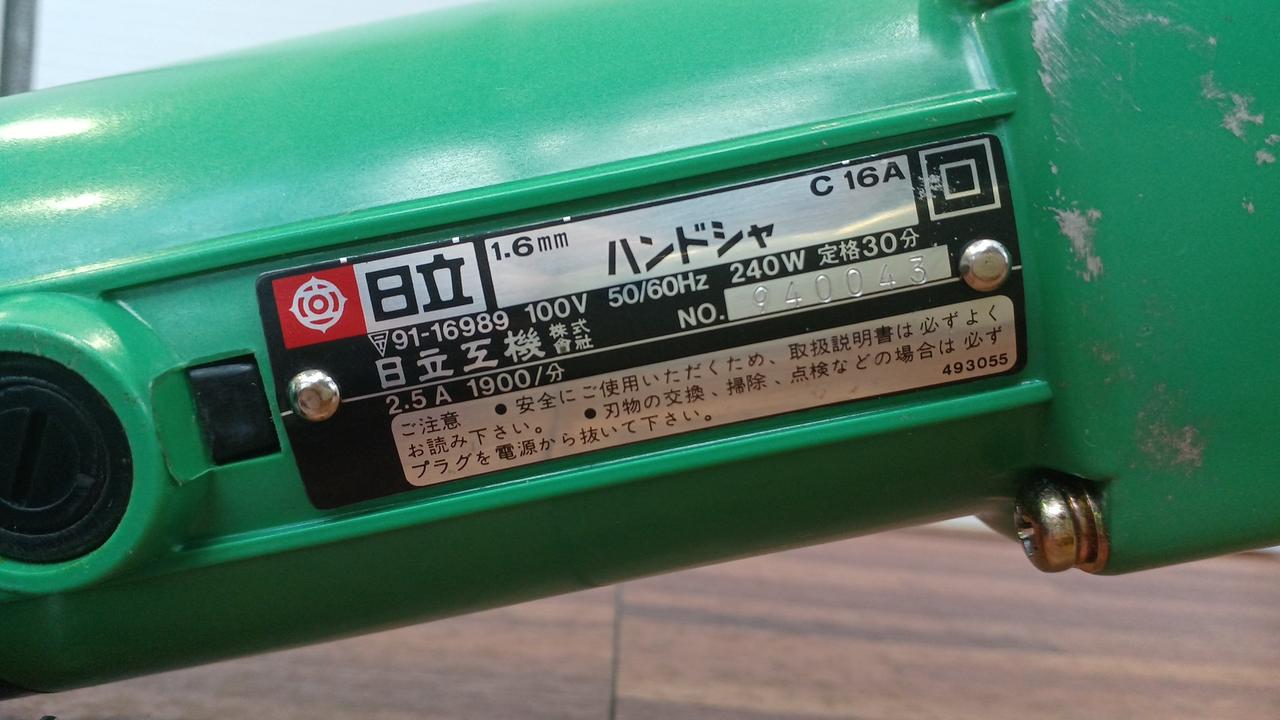 C 16A
日立 1.6mm ハンドシャ
▽91-16989 100V 50/60Hz 240W 定格30分
日立工機 株式會社 NO. 940043
2.5A 1900/分
ご注意 ●安全にご使用いただくため、取扱説明書は必ずよく
お読み下さい。 ●刃物の交換、掃除、点検などの場合は必ず
プラグを電源から抜いて下さい。 493055